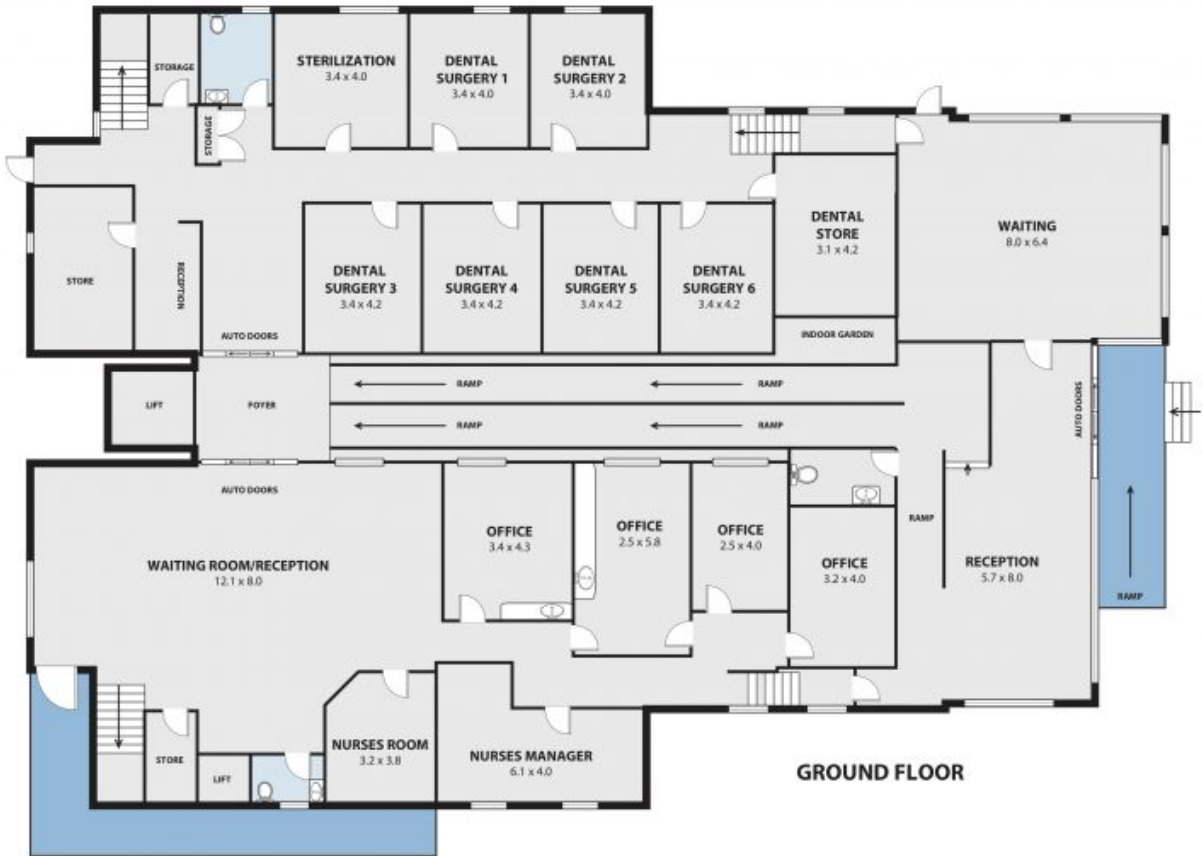 STORAGE
STERILIZATION
3.4 x 4.0
DENTAL
SURGERY 1
3.4 x 4.0
DENTAL
SURGERY 2
3.4 x 4.0
STORAGE
STORE
RECEPTION
DENTAL
SURGERY 3
3.4 x 4.2
DENTAL
SURGERY 4
3.4 x 4.2
DENTAL
SURGERY 5
3.4 x 4.2
DENTAL
SURGERY 6
3.4 x 4.2
DENTAL
STORE
3.1 x 4.2
WAITING
8.0 x 6.4
AUTO DOORS
INDOOR GARDEN
LIFT
FOYER
RAMP
RAMP
RAMP
RAMP
AUTO DOORS
AUTO DOORS
WAITING ROOM/RECEPTION
12.1 x 8.0
OFFICE
3.4 x 4.3
OFFICE
2.5 x 5.8
OFFICE
2.5 x 4.0
OFFICE
3.2 x 4.0
RAMP
RECEPTION
5.7 x 8.0
RAMP
STORE
LIFT
NURSES ROOM
3.2 x 3.8
NURSES MANAGER
6.1 x 4.0
GROUND FLOOR